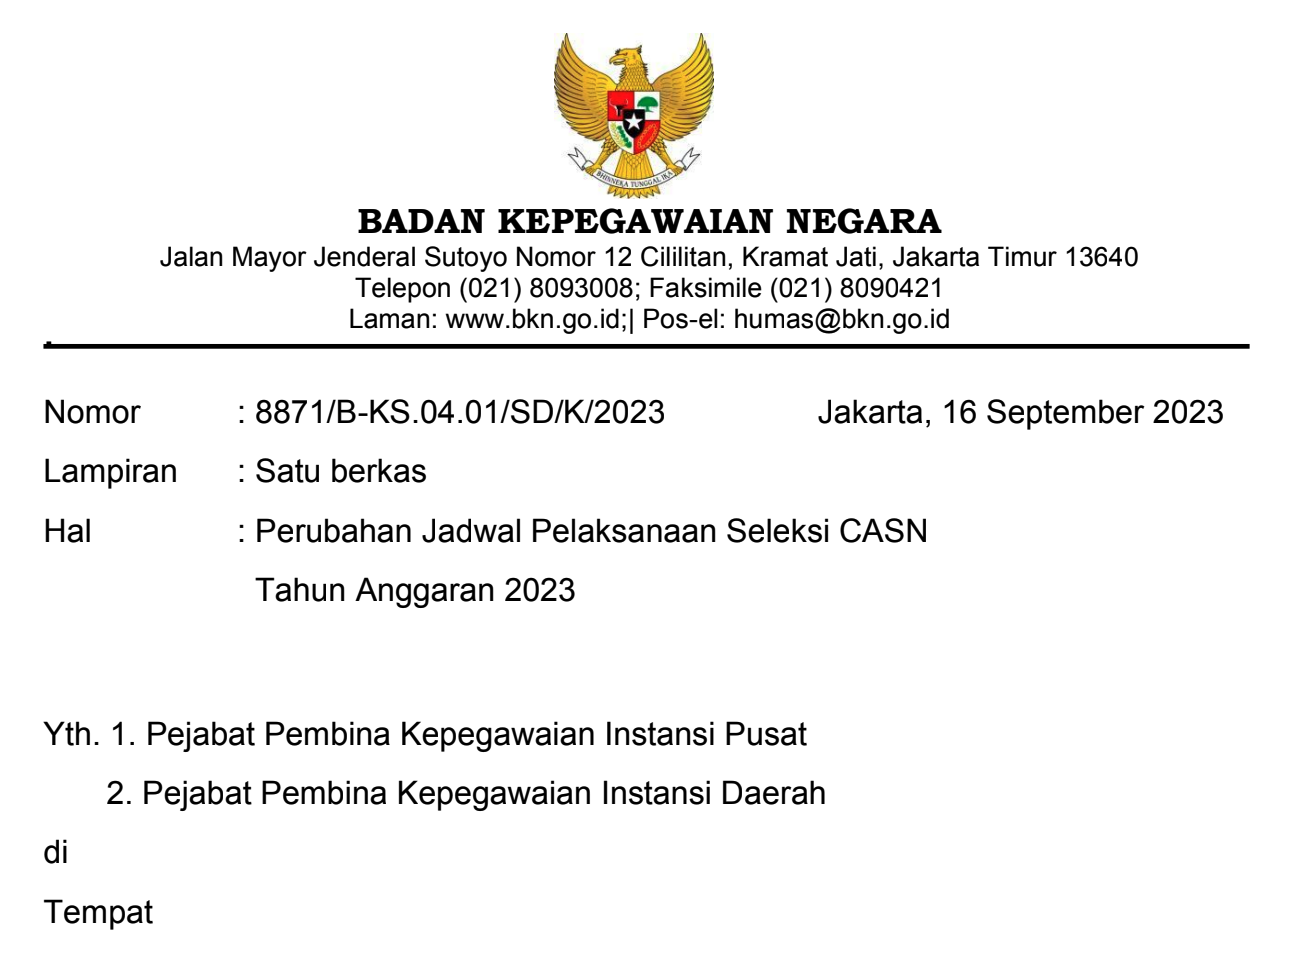 BHINNEKA TUNGGAL IKA
BADAN KEPEGAWAIAN NEGARA
Jalan Mayor Jenderal Sutoyo Nomor 12 Cililitan, Kramat Jati, Jakarta Timur 13640
Telepon (021) 8093008; Faksimile (021) 8090421
Laman: www.bkn.go.id;| Pos-el: humas@bkn.go.id
Nomor : 8871/B-KS.04.01/SD/K/2023 Jakarta, 16 September 2023
Lampiran : Satu berkas
Hal : Perubahan Jadwal Pelaksanaan Seleksi CASN
Tahun Anggaran 2023
Yth. 1. Pejabat Pembina Kepegawaian Instansi Pusat
2. Pejabat Pembina Kepegawaian Instansi Daerah
di
Tempat